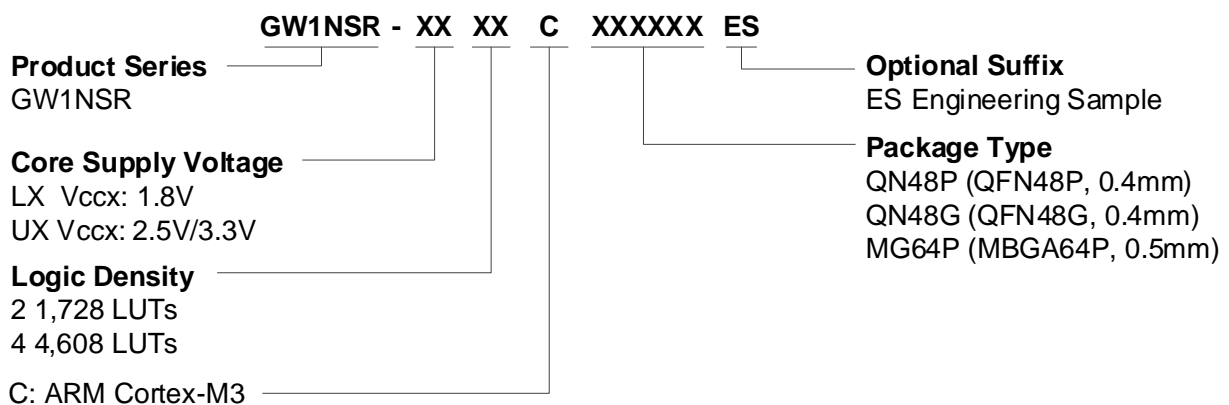 GW1NSR - XX XX C XXXXXX ES
Product Series
GW1NSR
Core Supply Voltage
LX Vccx: 1.8V
UX Vccx: 2.5V/3.3V
Logic Density
2 1,728 LUTs
4 4,608 LUTs
C: ARM Cortex-M3
Optional Suffix
ES Engineering Sample
Package Type
QN48P (QFN48P, 0.4mm)
QN48G (QFN48G, 0.4mm)
MG64P (MBGA64P, 0.5mm)